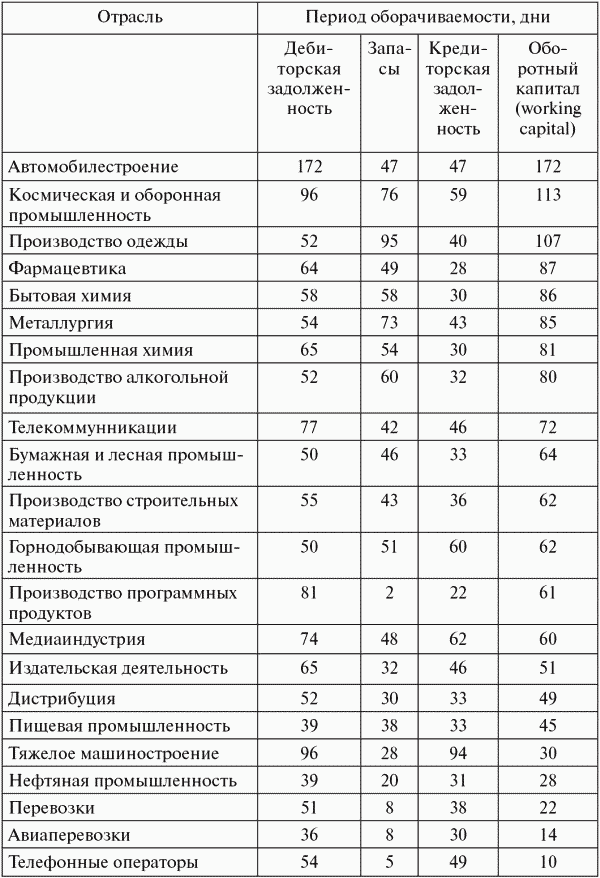 Отрасль Период оборачиваемости, дни
Деби- Запа- Креди- Обо-
торская сы торская ротный
задолжен- задол- капитал
ность жен- (working
ность capital)
Автомобилестроение 172 47 47 172
Космическая и оборонная 96 76 59 113
промышленность
Производство одежды 52 95 40 107
Фармацевтика 64 49 28 87
Бытовая химия 58 58 30 86
Металлургия 54 73 43 85
Промышленная химия 65 54 30 81
Производство алкогольной 52 60 32 80
продукции
Телекоммунникации 77 42 46 72
Бумажная и лесная промыш- 50 46 33 64
ленность
Производство строительных 55 43 36 62
материалов
Горнодобывающая промыш- 50 51 60 62
ленность
Производство программных 81 2 22 61
продуктов
Медиаиндустрия 74 48 62 60
Издательская деятельность 65 32 46 51
Дистрибуция 52 30 33 49
Пищевая промышленность 39 38 33 45
Тяжелое машиностроение 96 28 94 30
Нефтяная промышленность 39 20 31 28
Перевозки 51 8 38 22
Авиаперевозки 36 8 30 14
Телефонные операторы 54 5 49 10